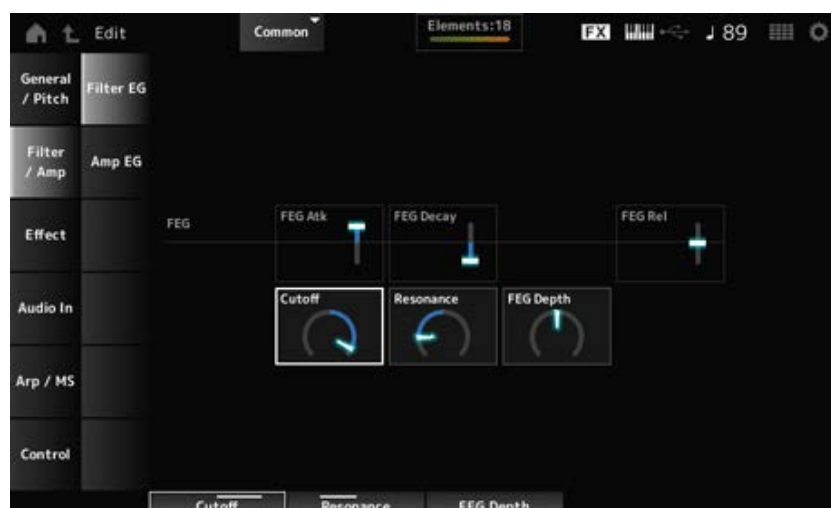 Edit
Common
Elements:18
FX
♩ 89
General
/ Pitch
Filter EG
Filter
/ Amp
Amp EG
Effect
Audio In
Arp / MS
Control
FEG
FEG Atk
FEG Decay
FEG Rel
Cutoff
Resonance
FEG Depth
Cutoff
Resonance
FEG Depth